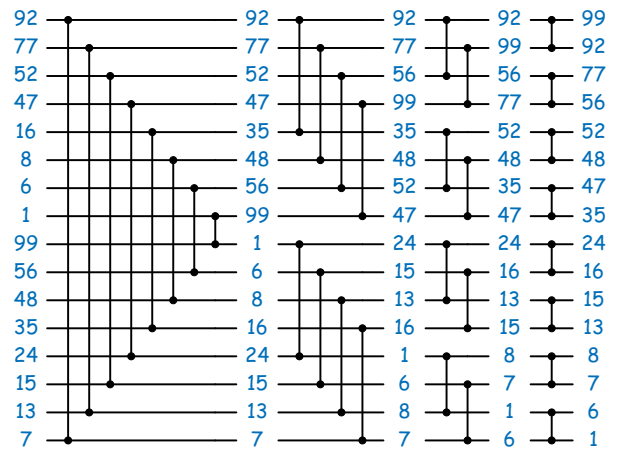 92 92 92 92 99
77 77 77 99 92
52 52 56 56 77
47 47 99 77 56
16 35 35 52 52
8 48 48 48 48
6 56 52 35 47
1 99 47 47 35
99 1 24 24 24
56 6 15 16 16
48 8 13 13 15
35 16 16 15 13
24 24 1 8 8
15 15 6 7 7
13 13 8 1 6
7 7 7 6 1